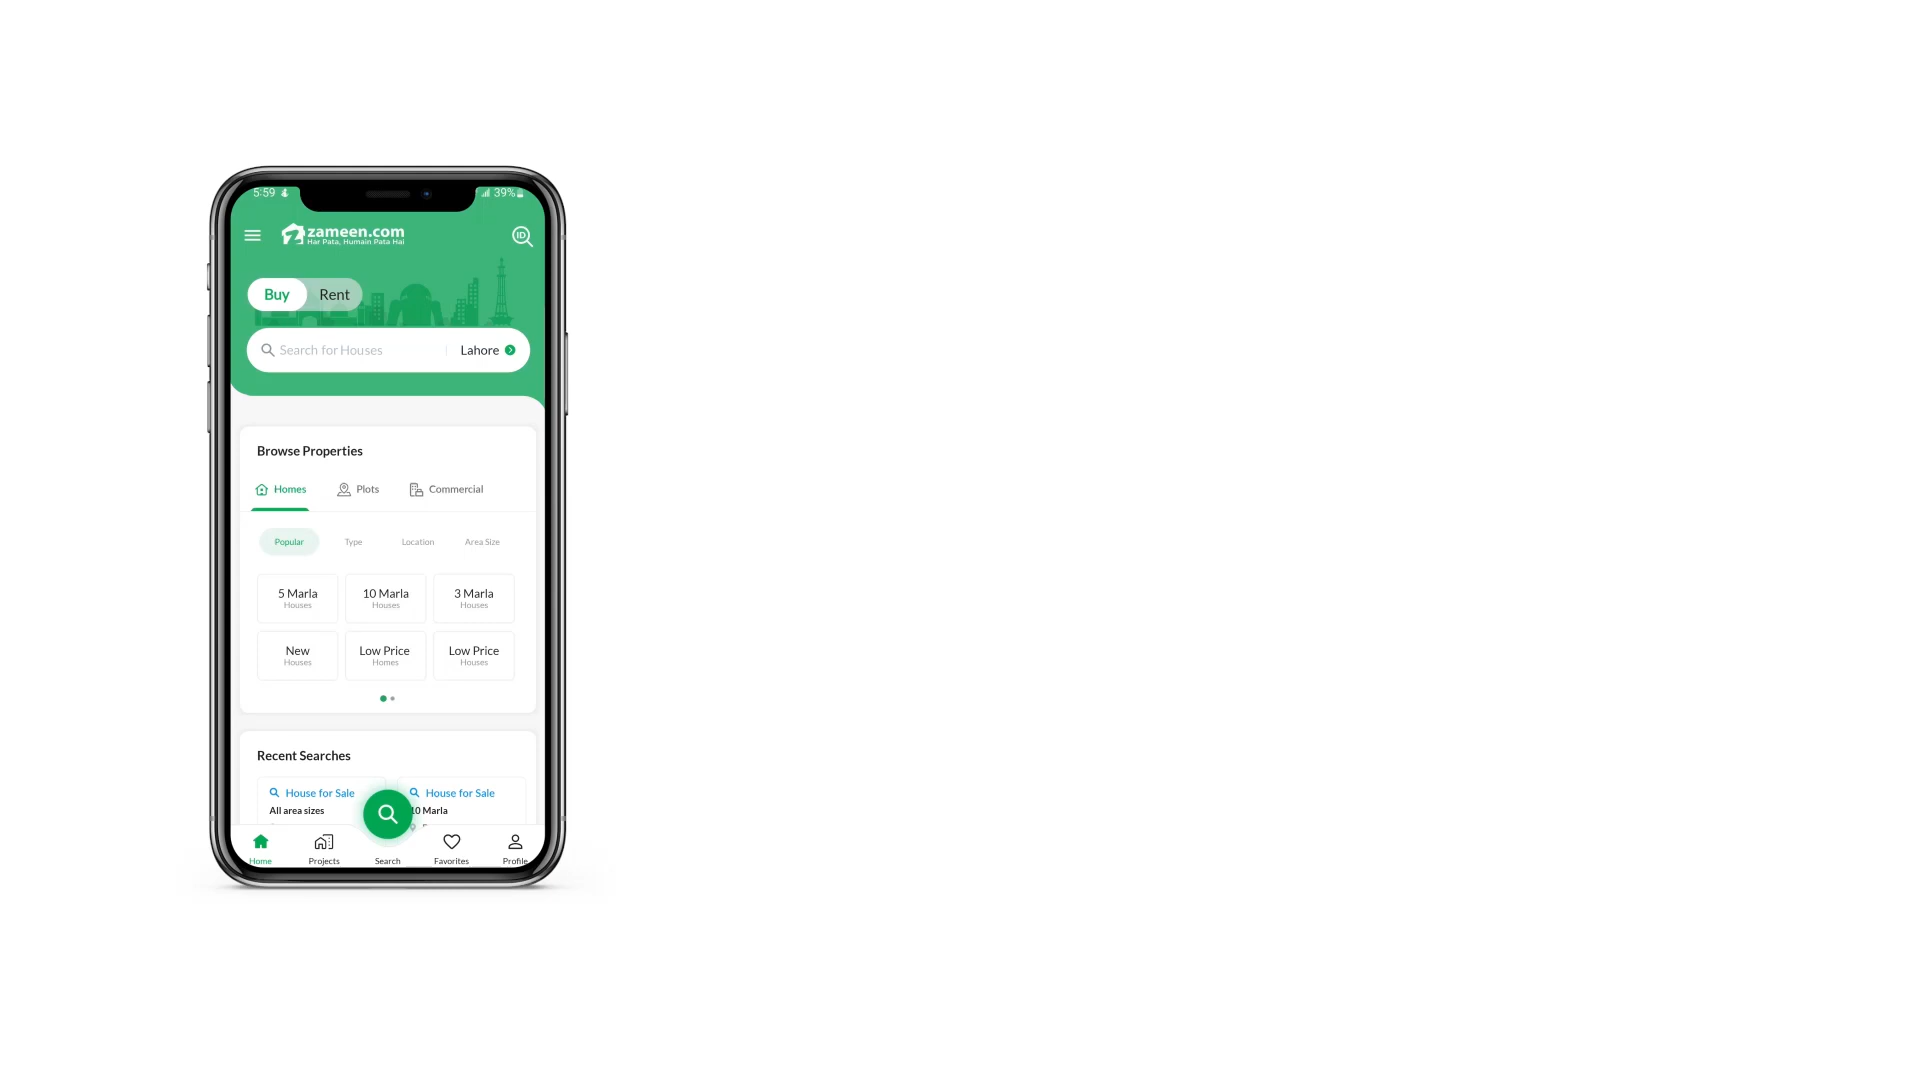 5:59 39%
zameen.com
Har Pata, Humain Pata Hai
ID
Buy Rent
Search for Houses Lahore
Browse Properties
Homes Plots Commercial
Popular Type Location Area Size
5 Marla 10 Marla 3 Marla
Houses Houses Houses
New Low Price Low Price
Houses Homes Houses
Recent Searches
House for Sale House for Sale
All area sizes 10 Marla
Home Projects Search Favorites Profile